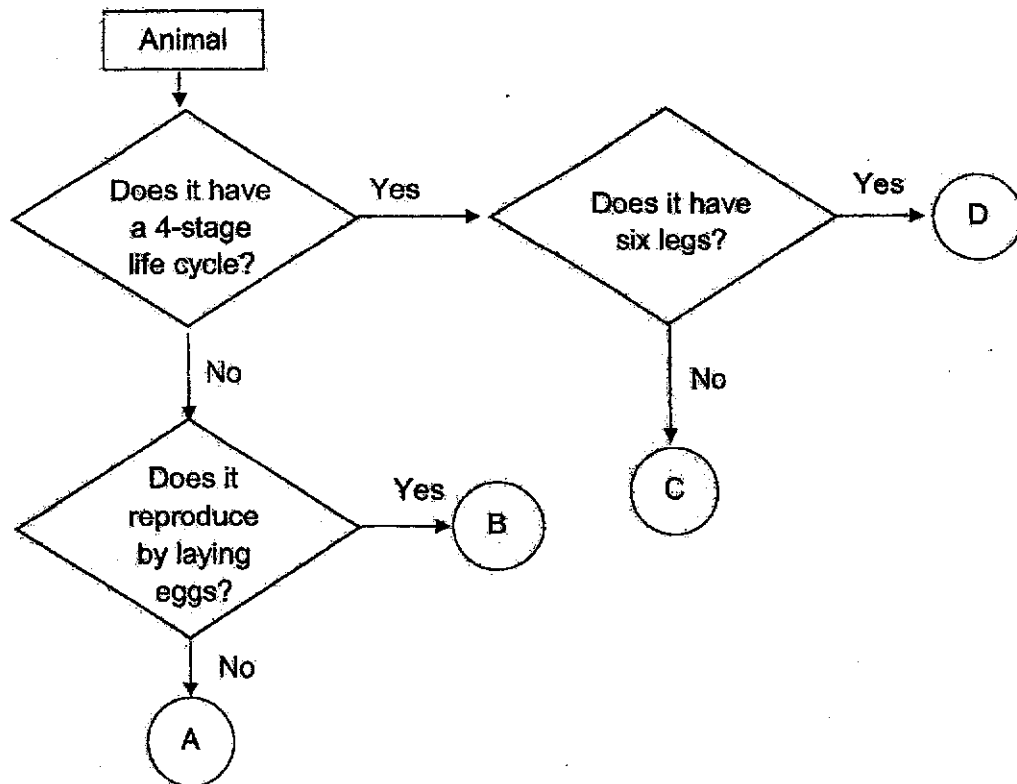 Animal
Does it have
a 4-stage
life cycle?
Yes
Does it have
six legs?
Yes
D
No
No
C
Does it
reproduce
by laying
eggs?
Yes
B
No
A